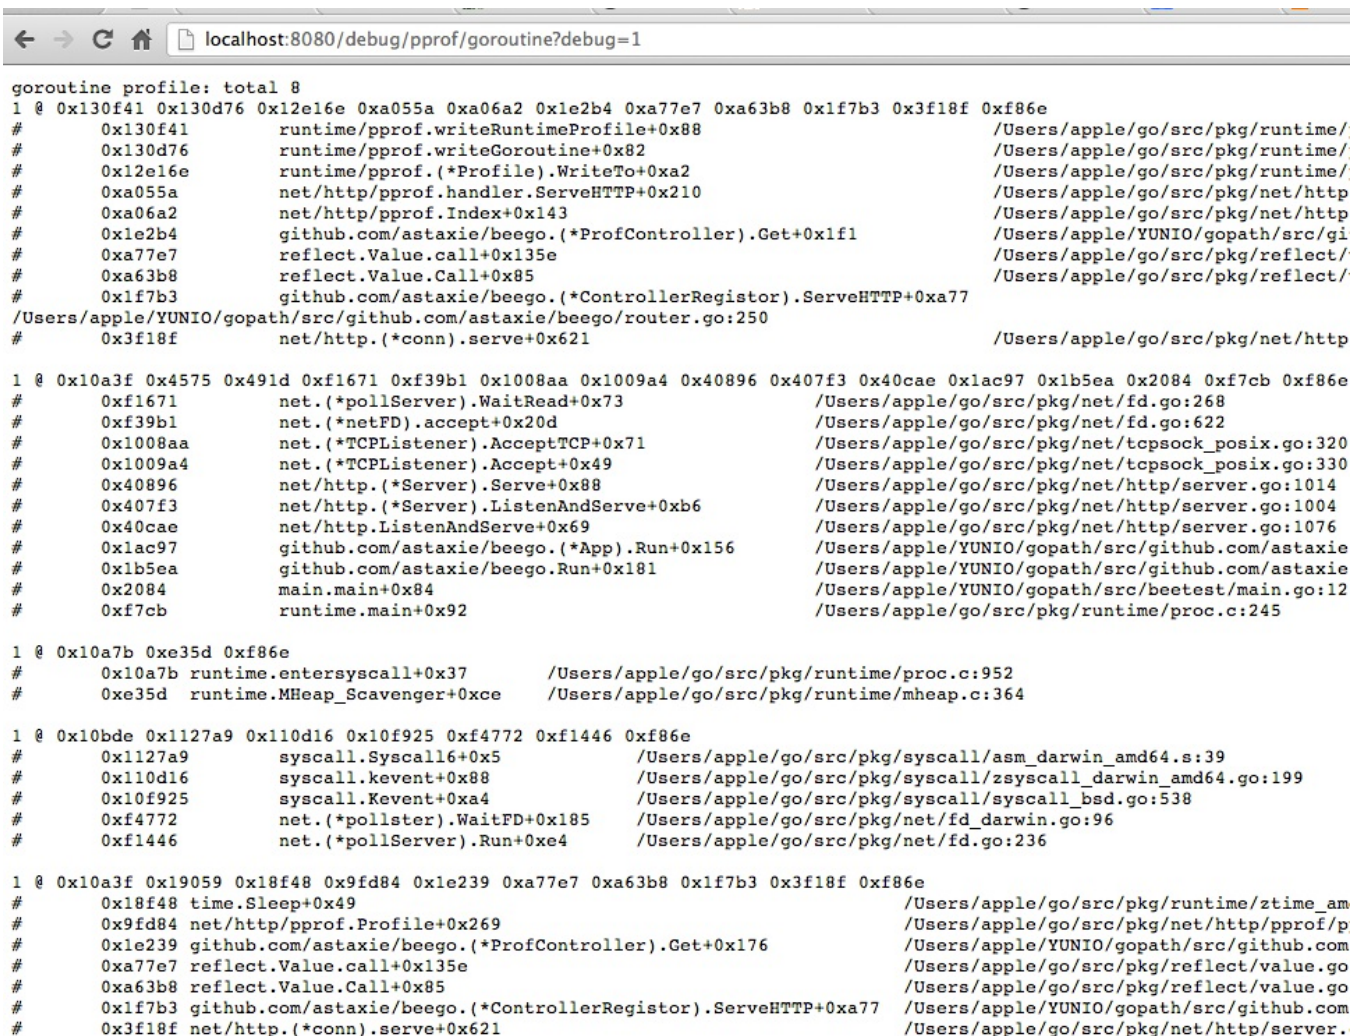 localhost:8080/debug/pprof/goroutine?debug=1
goroutine profile: total 8
1 @ 0x130f41 0x130d76 0x12e16e 0xa055a 0xa06a2 0x1e2b4 0xa77e7 0xa63b8 0x1f7b3 0x3f18f 0xf86e
# 0x130f41 runtime/pprof.writeRuntimeProfile+0x88 /Users/apple/go/src/pkg/runtime/
# 0x130d76 runtime/pprof.writeGoroutine+0x82 /Users/apple/go/src/pkg/runtime/
# 0x12e16e runtime/pprof.(*Profile).WriteTo+0xa2 /Users/apple/go/src/pkg/runtime/
# 0xa055a net/http/pprof.handler.ServeHTTP+0x210 /Users/apple/go/src/pkg/net/http
# 0xa06a2 net/http/pprof.Index+0x143 /Users/apple/go/src/pkg/net/http
# 0x1e2b4 github.com/astaxie/beego.(*ProfController).Get+0x1f1 /Users/apple/YUNIO/gopath/src/gi
# 0xa77e7 reflect.Value.call+0x135e /Users/apple/go/src/pkg/reflect/
# 0xa63b8 reflect.Value.Call+0x85 /Users/apple/go/src/pkg/reflect/
# 0x1f7b3 github.com/astaxie/beego.(*ControllerRegistor).ServeHTTP+0xa77
/Users/apple/YUNIO/gopath/src/github.com/astaxie/beego/router.go:250
# 0x3f18f net/http.(*conn).serve+0x621 /Users/apple/go/src/pkg/net/http
1 @ 0x10a3f 0x4575 0x491d 0xf1671 0xf39b1 0x1008aa 0x1009a4 0x40896 0x407f3 0x40cae 0x1ac97 0x1b5ea 0x2084 0xf7cb 0xf86e
# 0xf1671 net.(*pollServer).WaitRead+0x73 /Users/apple/go/src/pkg/net/fd.go:268
# 0xf39b1 net.(*netFD).accept+0x20d /Users/apple/go/src/pkg/net/fd.go:622
# 0x1008aa net.(*TCPListener).AcceptTCP+0x71 /Users/apple/go/src/pkg/net/tcpsock_posix.go:320
# 0x1009a4 net.(*TCPListener).Accept+0x49 /Users/apple/go/src/pkg/net/tcpsock_posix.go:330
# 0x40896 net/http.(*Server).Serve+0x88 /Users/apple/go/src/pkg/net/http/server.go:1014
# 0x407f3 net/http.(*Server).ListenAndServe+0xb6 /Users/apple/go/src/pkg/net/http/server.go:1004
# 0x40cae net/http.ListenAndServe+0x69 /Users/apple/go/src/pkg/net/http/server.go:1076
# 0x1ac97 github.com/astaxie/beego.(*App).Run+0x156 /Users/apple/YUNIO/gopath/src/github.com/astaxie
# 0x1b5ea github.com/astaxie/beego.Run+0x181 /Users/apple/YUNIO/gopath/src/github.com/astaxie
# 0x2084 main.main+0x84 /Users/apple/YUNIO/gopath/src/beetest/main.go:12
# 0xf7cb runtime.main+0x92 /Users/apple/go/src/pkg/runtime/proc.c:245
1 @ 0x10a7b 0xe35d 0xf86e
# 0x10a7b runtime.entersyscall+0x37 /Users/apple/go/src/pkg/runtime/proc.c:952
# 0xe35d runtime.MHeap_Scavenger+0xce /Users/apple/go/src/pkg/runtime/mheap.c:364
1 @ 0x10bde 0x1127a9 0x110d16 0x10f925 0xf4772 0xf1446 0xf86e
# 0x1127a9 syscall.Syscall6+0x5 /Users/apple/go/src/pkg/syscall/asm_darwin_amd64.s:39
# 0x110d16 syscall.kevent+0x88 /Users/apple/go/src/pkg/syscall/zsyscall_darwin_amd64.go:199
# 0x10f925 syscall.Kevent+0xa4 /Users/apple/go/src/pkg/syscall/syscall_bsd.go:538
# 0xf4772 net.(*pollster).WaitFD+0x185 /Users/apple/go/src/pkg/net/fd_darwin.go:96
# 0xf1446 net.(*pollServer).Run+0xe4 /Users/apple/go/src/pkg/net/fd.go:236
1 @ 0x10a3f 0x19059 0x18f48 0x9fd84 0x1e239 0xa77e7 0xa63b8 0x1f7b3 0x3f18f 0xf86e
# 0x18f48 time.Sleep+0x49 /Users/apple/go/src/pkg/runtime/ztime_am
# 0x9fd84 net/http/pprof.Profile+0x269 /Users/apple/go/src/pkg/net/http/pprof/p
# 0x1e239 github.com/astaxie/beego.(*ProfController).Get+0x176 /Users/apple/YUNIO/gopath/src/github.com
# 0xa77e7 reflect.Value.call+0x135e /Users/apple/go/src/pkg/reflect/value.go
# 0xa63b8 reflect.Value.Call+0x85 /Users/apple/go/src/pkg/reflect/value.go
# 0x1f7b3 github.com/astaxie/beego.(*ControllerRegistor).ServeHTTP+0xa77 /Users/apple/YUNIO/gopath/src/github.com
# 0x3f18f net/http.(*conn).serve+0x621 /Users/apple/go/src/pkg/net/http/server.